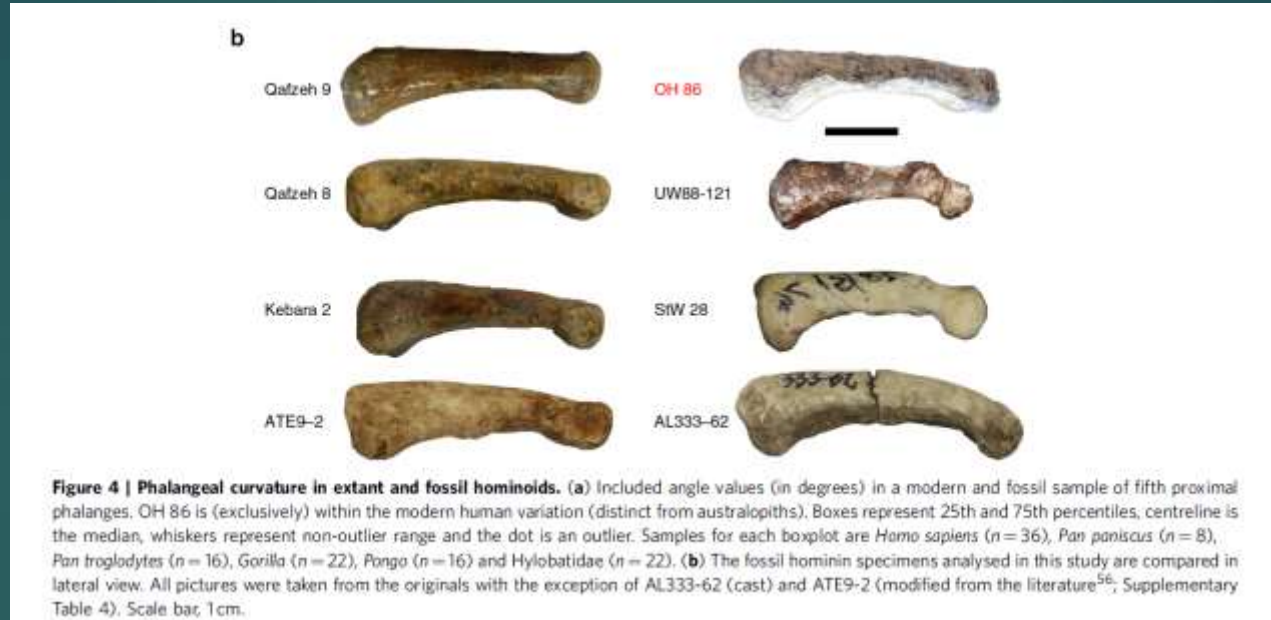 b
Qafzeh 9
OH 86
Qafzeh 8
UW88-121
Kebara 2
StW 28
ATE9–2
AL333–62
333-62
Figure 4 | Phalangeal curvature in extant and fossil hominoids. (a) Included angle values (in degrees) in a modern and fossil sample of fifth proximal
phalanges. OH 86 is (exclusively) within the modern human variation (distinct from australopiths). Boxes represent 25th and 75th percentiles, centreline is
the median, whiskers represent non-outlier range and the dot is an outlier. Samples for each boxplot are Homo sapiens (n = 36), Pan paniscus (n = 8),
Pan troglodytes (n = 16), Gorilla (n = 22), Pongo (n = 16) and Hylobatidae (n = 22). (b) The fossil hominin specimens analysed in this study are compared in
lateral view. All pictures were taken from the originals with the exception of AL333-62 (cast) and ATE9-2 (modified from the literature56; Supplementary
Table 4). Scale bar, 1 cm.